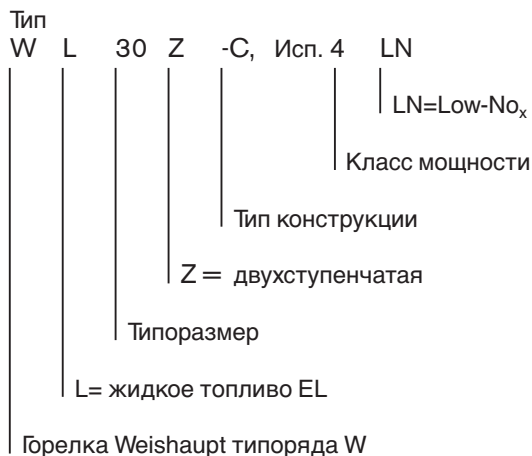 Тип
W L 30 Z -C, Исп. 4 LN
LN=Low-Noₓ
Класс мощности
Тип конструкции
Z = двухступенчатая
Типоразмер
L= жидкое топливо EL
Горелка Weishaupt типоряда W